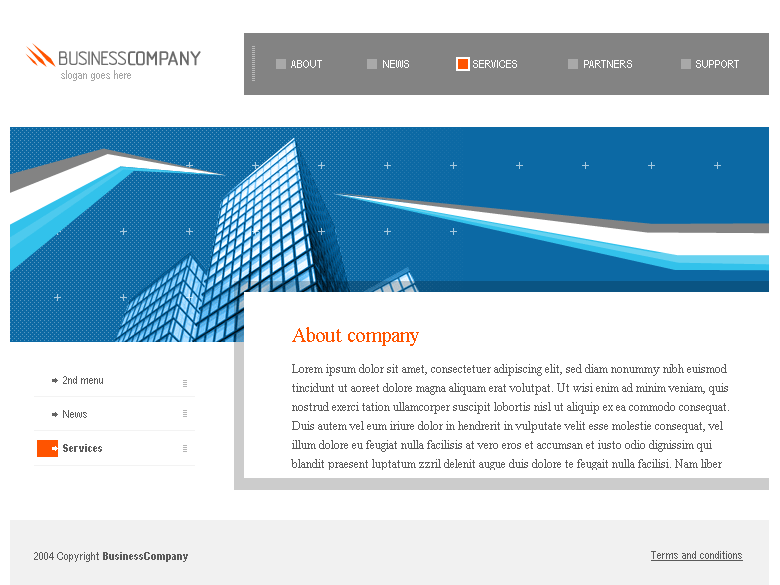 BUSINESSCOMPANY
slogan goes here
ABOUT
NEWS
SERVICES
PARTNERS
SUPPORT
About company
Lorem ipsum dolor sit amet, consectetuer adipiscing elit, sed diam nonummy nibh euismod
tincidunt ut aoreet dolore magna aliquam erat volutpat. Ut wisi enim ad minim veniam, quis
nostrud exerci tation ullamcorper suscipit lobortis nisl ut aliquip ex ea commodo consequat.
Duis autem vel eum iriure dolor in hendrerit in vulputate velit esse molestie consequat, vel
illum dolore eu feugiat nulla facilisis at vero eros et accumsan et iusto odio dignissim qui
blandit praesent luptatum zzril delenit augue duis dolore te feugait nulla facilisi. Nam liber
2nd menu
News
Services
2004 Copyright BusinessCompany
Terms and conditions